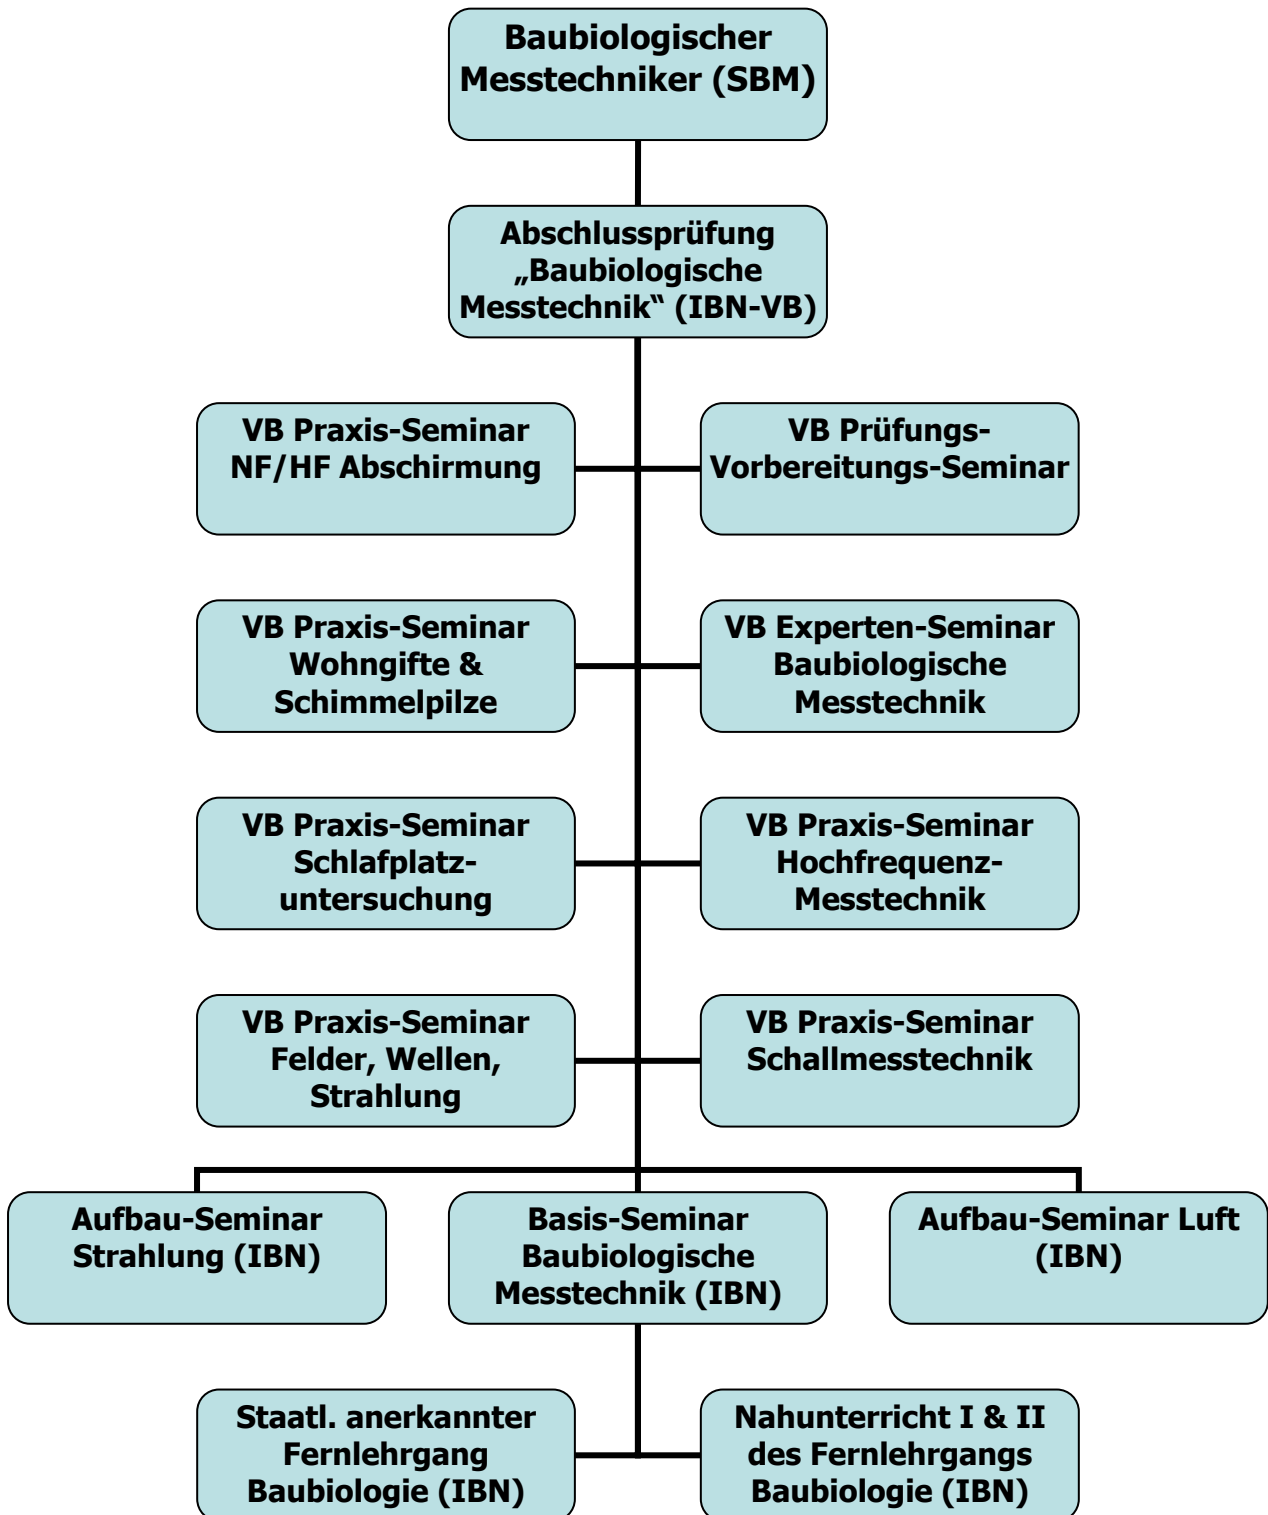 Baubiologischer
Messtechniker (SBM)
Abschlussprüfung
„Baubiologische
Messtechnik“ (IBN-VB)
VB Praxis-Seminar
NF/HF Abschirmung
VB Prüfungs-
Vorbereitungs-Seminar
VB Praxis-Seminar
Wohngifte &
Schimmelpilze
VB Experten-Seminar
Baubiologische
Messtechnik
VB Praxis-Seminar
Schlafplatz-
untersuchung
VB Praxis-Seminar
Hochfrequenz-
Messtechnik
VB Praxis-Seminar
Felder, Wellen,
Strahlung
VB Praxis-Seminar
Schallmesstechnik
Aufbau-Seminar
Strahlung (IBN)
Basis-Seminar
Baubiologische
Messtechnik (IBN)
Aufbau-Seminar Luft
(IBN)
Staatl. anerkannter
Fernlehrgang
Baubiologie (IBN)
Nahunterricht I & II
des Fernlehrgangs
Baubiologie (IBN)